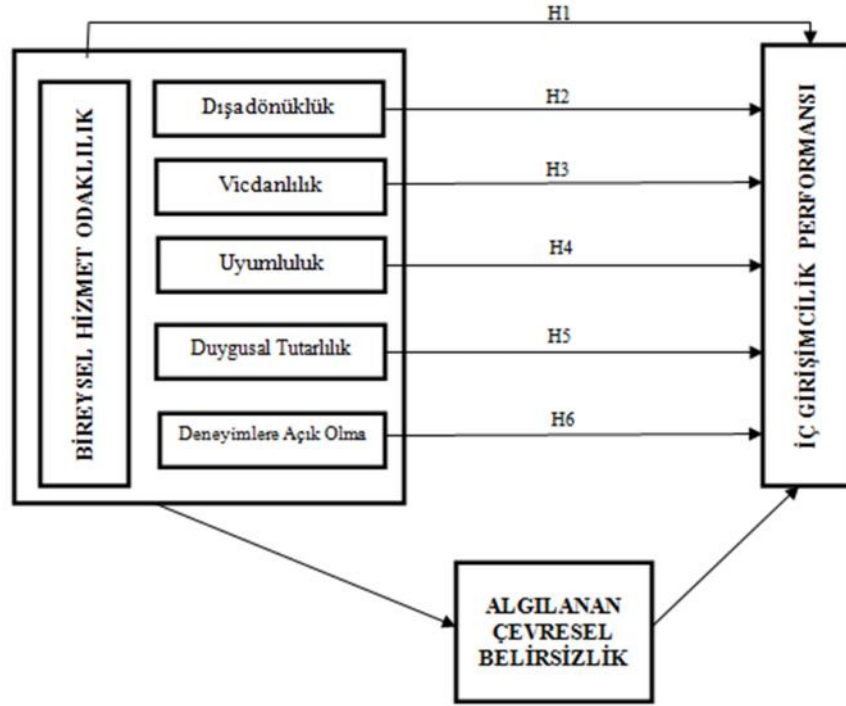 H1
BİREYSEL HİZMET ODAKLILIK
Dışadönüklük
H2
Vicdanlılık
H3
Uyumluluk
H4
Duygusal Tutarlılık
H5
Deneyimlere Açık Olma
H6
İÇ GİRİŞİMCİLİK PERFORMANSI
ALGILANAN
ÇEVRESEL
BELİRSİZLİK